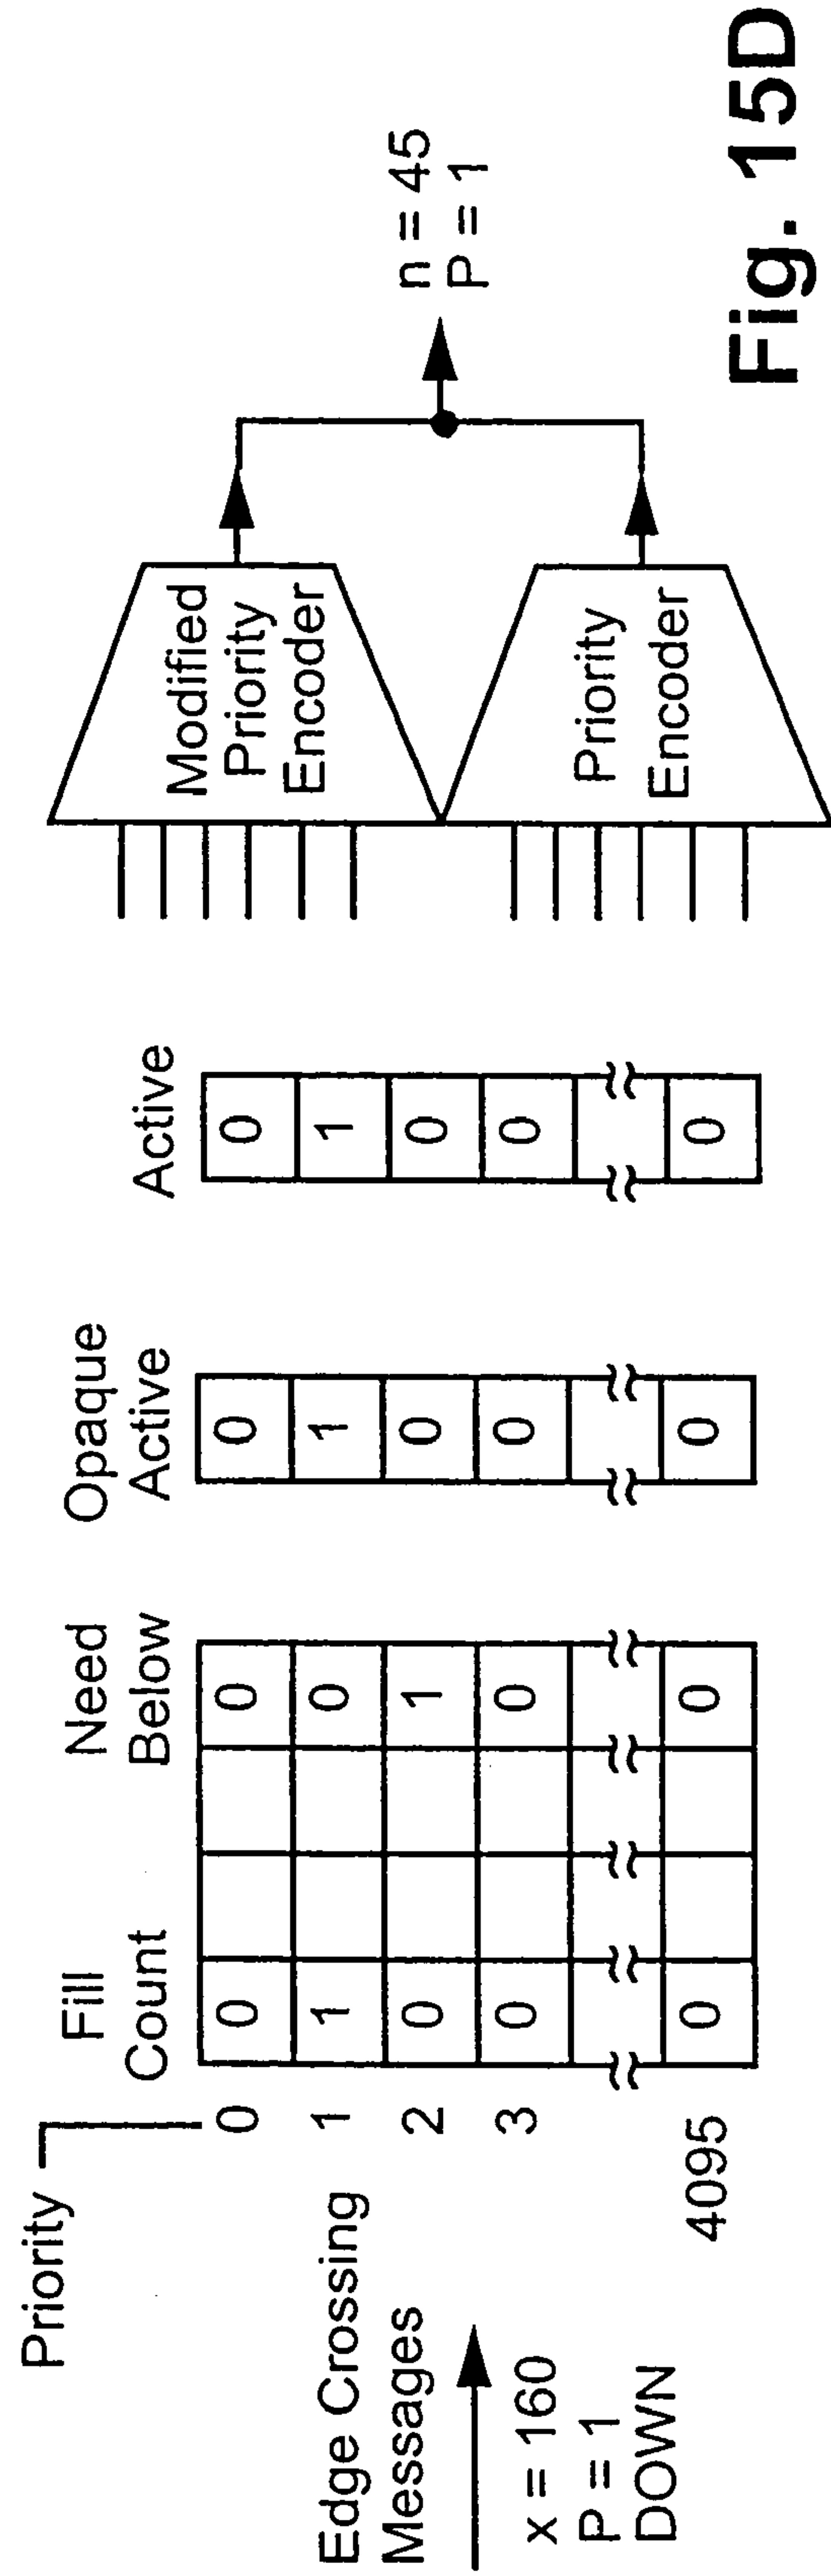 Priority
Edge Crossing
Messages
x = 160
P = 1
DOWN
0
1
2
3
4095
Fill
Count
0
1
0
0
0
Need
Below
0
0
1
0
0
Opaque
Active
0
1
0
0
0
Active
0
1
0
0
0
Modified
Priority
Encoder
Priority
Encoder
n = 45
P = 1
Fig. 15D